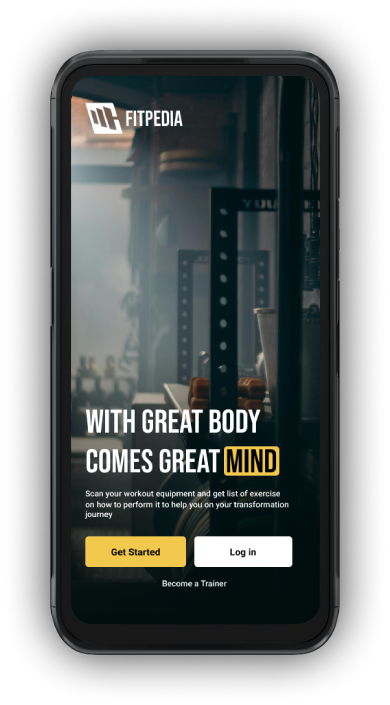 FITPEDIA
WITH GREAT BODY
COMES GREAT MIND
Scan your workout equipment and get list of exercise
on how to perform it to help you on your transformation
journey
Get Started
Log in
Become a Trainer